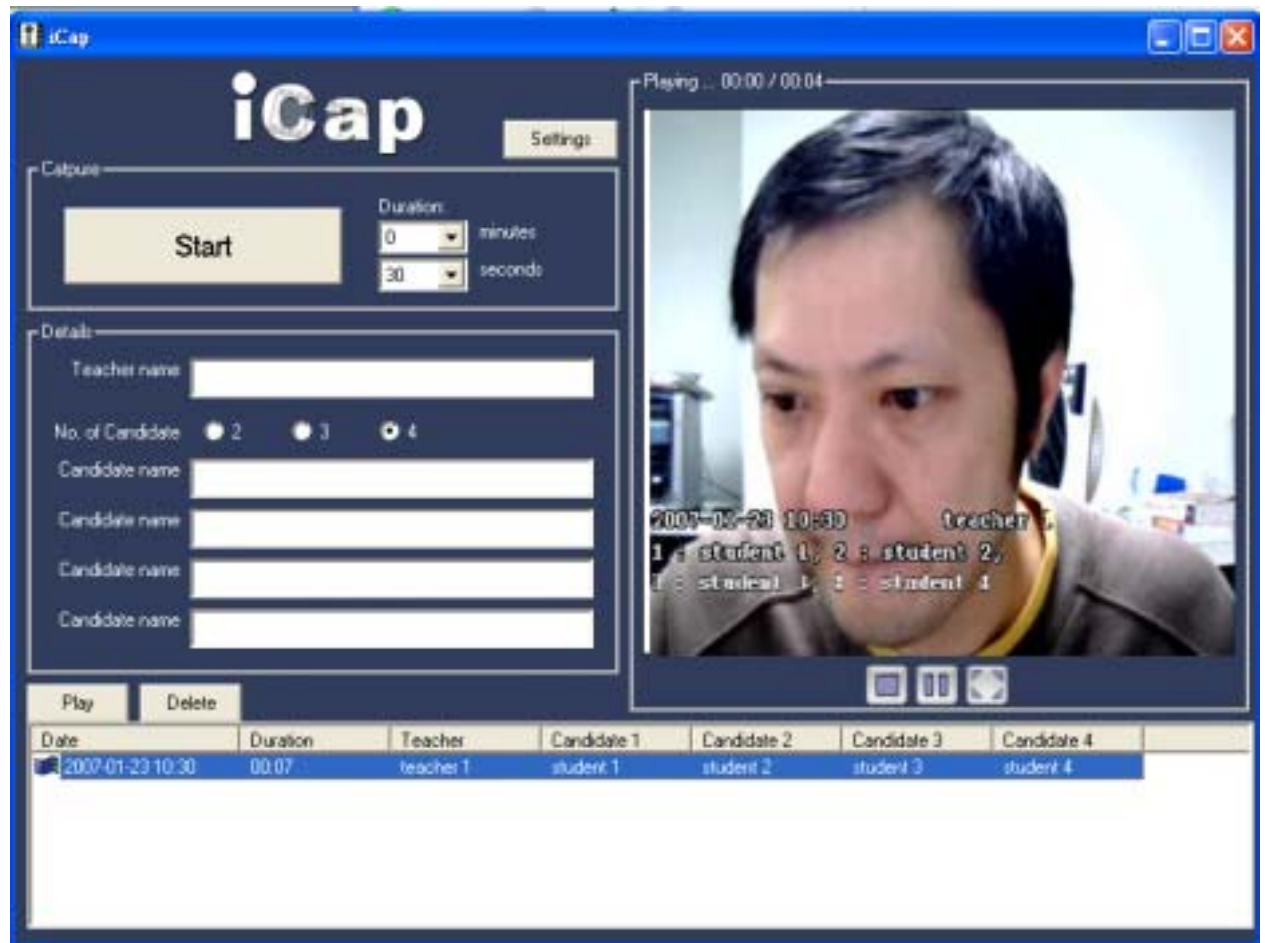 iCap
iCap
Settings
Catpure
Start
Duration:
0 minutes
30 seconds
Details
Teacher name
No. of Candidate 2 3 4
Candidate name
Candidate name
Candidate name
Candidate name
Playing ... 00:00 / 00:04
2007-01-23 10:30 teacher 1
1 : student 1, 2 : student 2,
3 : student 3, 4 : student 4
Play Delete
Date Duration Teacher Candidate 1 Candidate 2 Candidate 3 Candidate 4
2007-01-23 10:30 00:07 teacher 1 student 1 student 2 student 3 student 4